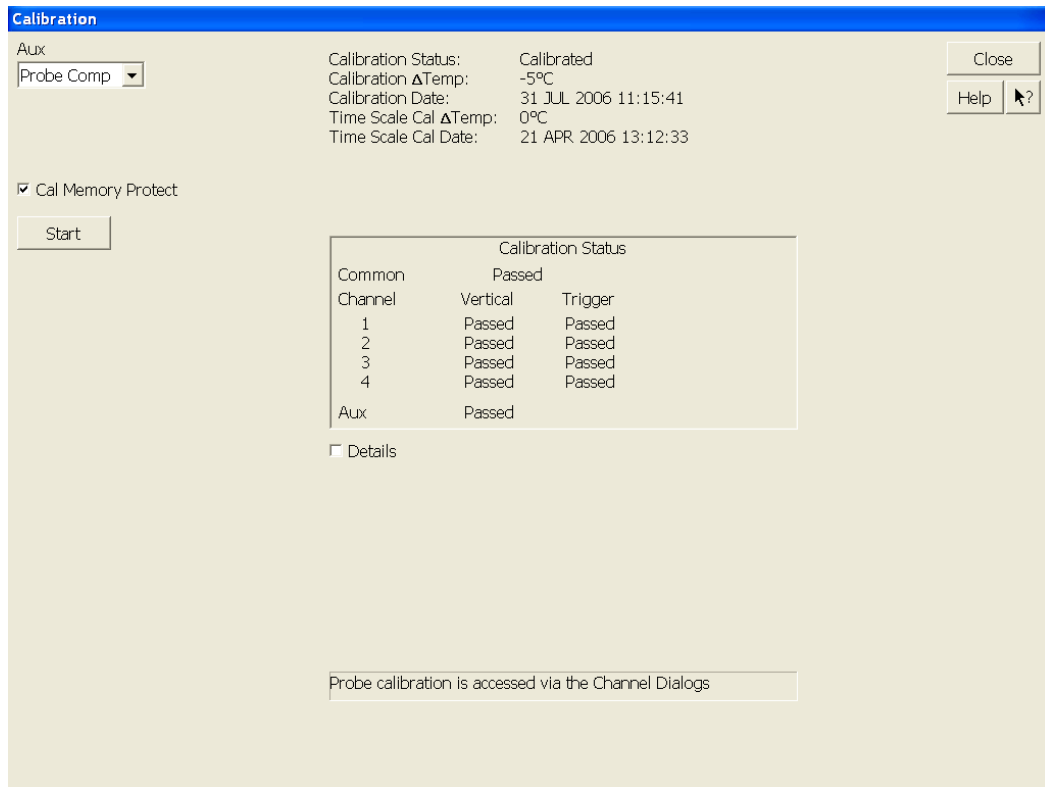 Calibration
Aux
Probe Comp
Calibration Status: Calibrated
Calibration ΔTemp: -5ºC
Calibration Date: 31 JUL 2006 11:15:41
Time Scale Cal ΔTemp: 0ºC
Time Scale Cal Date: 21 APR 2006 13:12:33
Close
Help ?
Cal Memory Protect
Start
Calibration Status
Common Passed
Channel Vertical Trigger
1 Passed Passed
2 Passed Passed
3 Passed Passed
4 Passed Passed
Aux Passed
Details
Probe calibration is accessed via the Channel Dialogs